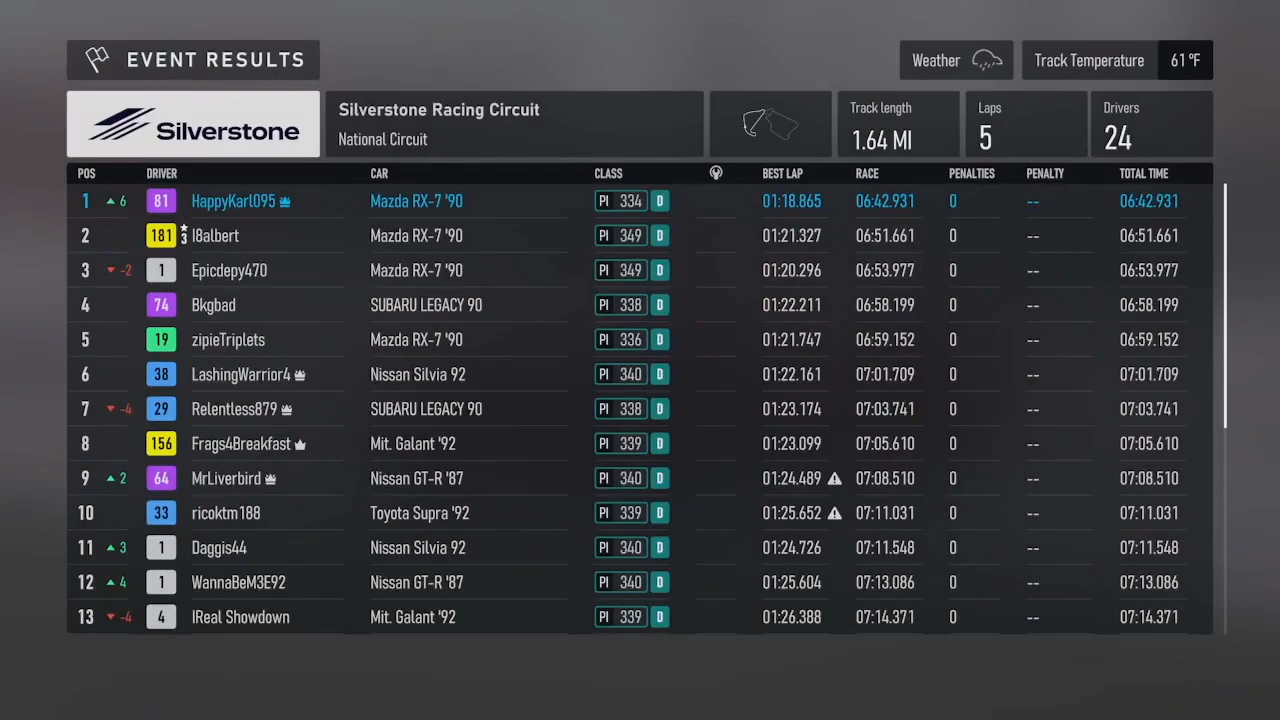 EVENT RESULTS
Weather Track Temperature 61 ºF
Silverstone
Silverstone Racing Circuit
National Circuit
Track length
1.64 MI
Laps
5
Drivers
24
POS DRIVER CAR CLASS BEST LAP RACE PENALTIES PENALTY TOTAL TIME
1 6 81 HappyKarl095 Mazda RX-7 '90 PI 334 D 01:18.865 06:42.931 0 -- 06:42.931
2 181 3 I8albert Mazda RX-7 '90 PI 349 D 01:21.327 06:51.661 0 -- 06:51.661
3 -2 1 Epicdepy470 Mazda RX-7 '90 PI 349 D 01:20.296 06:53.977 0 -- 06:53.977
4 74 Bkgbad SUBARU LEGACY 90 PI 338 D 01:22.211 06:58.199 0 -- 06:58.199
5 19 zipieTriplets Mazda RX-7 '90 PI 336 D 01:21.747 06:59.152 0 -- 06:59.152
6 38 LashingWarrior4 Nissan Silvia 92 PI 340 D 01:22.161 07:01.709 0 -- 07:01.709
7 -4 29 Relentless879 SUBARU LEGACY 90 PI 338 D 01:23.174 07:03.741 0 -- 07:03.741
8 156 Frags4Breakfast Mit. Galant '92 PI 339 D 01:23.099 07:05.610 0 -- 07:05.610
9 2 64 MrLiverbird Nissan GT-R '87 PI 340 D 01:24.489 07:08.510 0 -- 07:08.510
10 33 ricoktm188 Toyota Supra '92 PI 339 D 01:25.652 07:11.031 0 -- 07:11.031
11 3 1 Daggis44 Nissan Silvia 92 PI 340 D 01:24.726 07:11.548 0 -- 07:11.548
12 4 1 WannaBeM3E92 Nissan GT-R '87 PI 340 D 01:25.604 07:13.086 0 -- 07:13.086
13 -4 4 IReal Showdown Mit. Galant '92 PI 339 D 01:26.388 07:14.371 0 -- 07:14.371